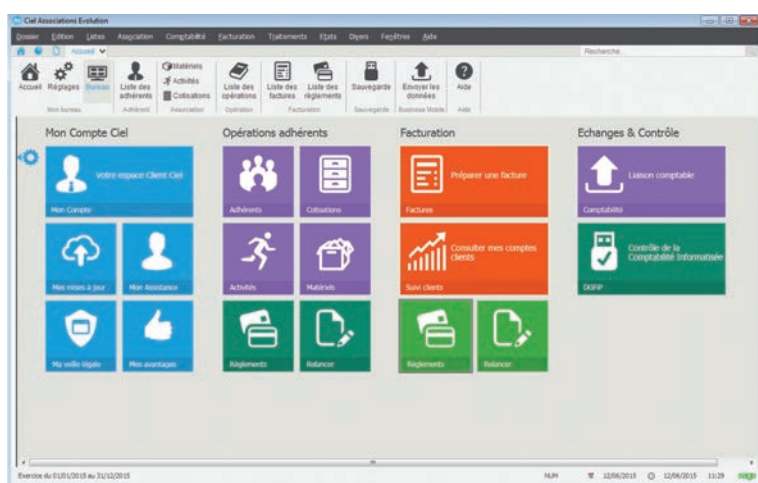 Ciel Associations Evolution
Dossier Edition Listes Association Comptabilité Facturation Traitements Etats Divers Fenêtres Aide
Accueil
Recherche
Accueil Réglages Bureau
Liste des adhérents
Matériels
Activités
Cotisations
Liste des opérations
Liste des factures
Liste des règlements
Sauvegarde
Envoyer les données
Aide
Mon bureau Adhérent Association Opération Facturation Sauvegarde Business Mobile Aide
Mon Compte Ciel Opérations adhérents Facturation Echanges & Contrôle
Votre espace Client Ciel
Mon Compte
Adhérents Cotisations
Préparer une facture
Factures
Liaison comptable
Comptabilité
Mes mises à jour Mon Assistance
Activités Matériels
Consulter mes comptes clients
Suivi clients
Contrôle de la Comptabilité Informatisée
DGFiP
Ma veille légale Mes avantages
Règlements Relancer
Règlements Relancer
Exercice du 01/01/2015 au 31/12/2015 NUM 12/06/2015 12/06/2015 11:29 sage